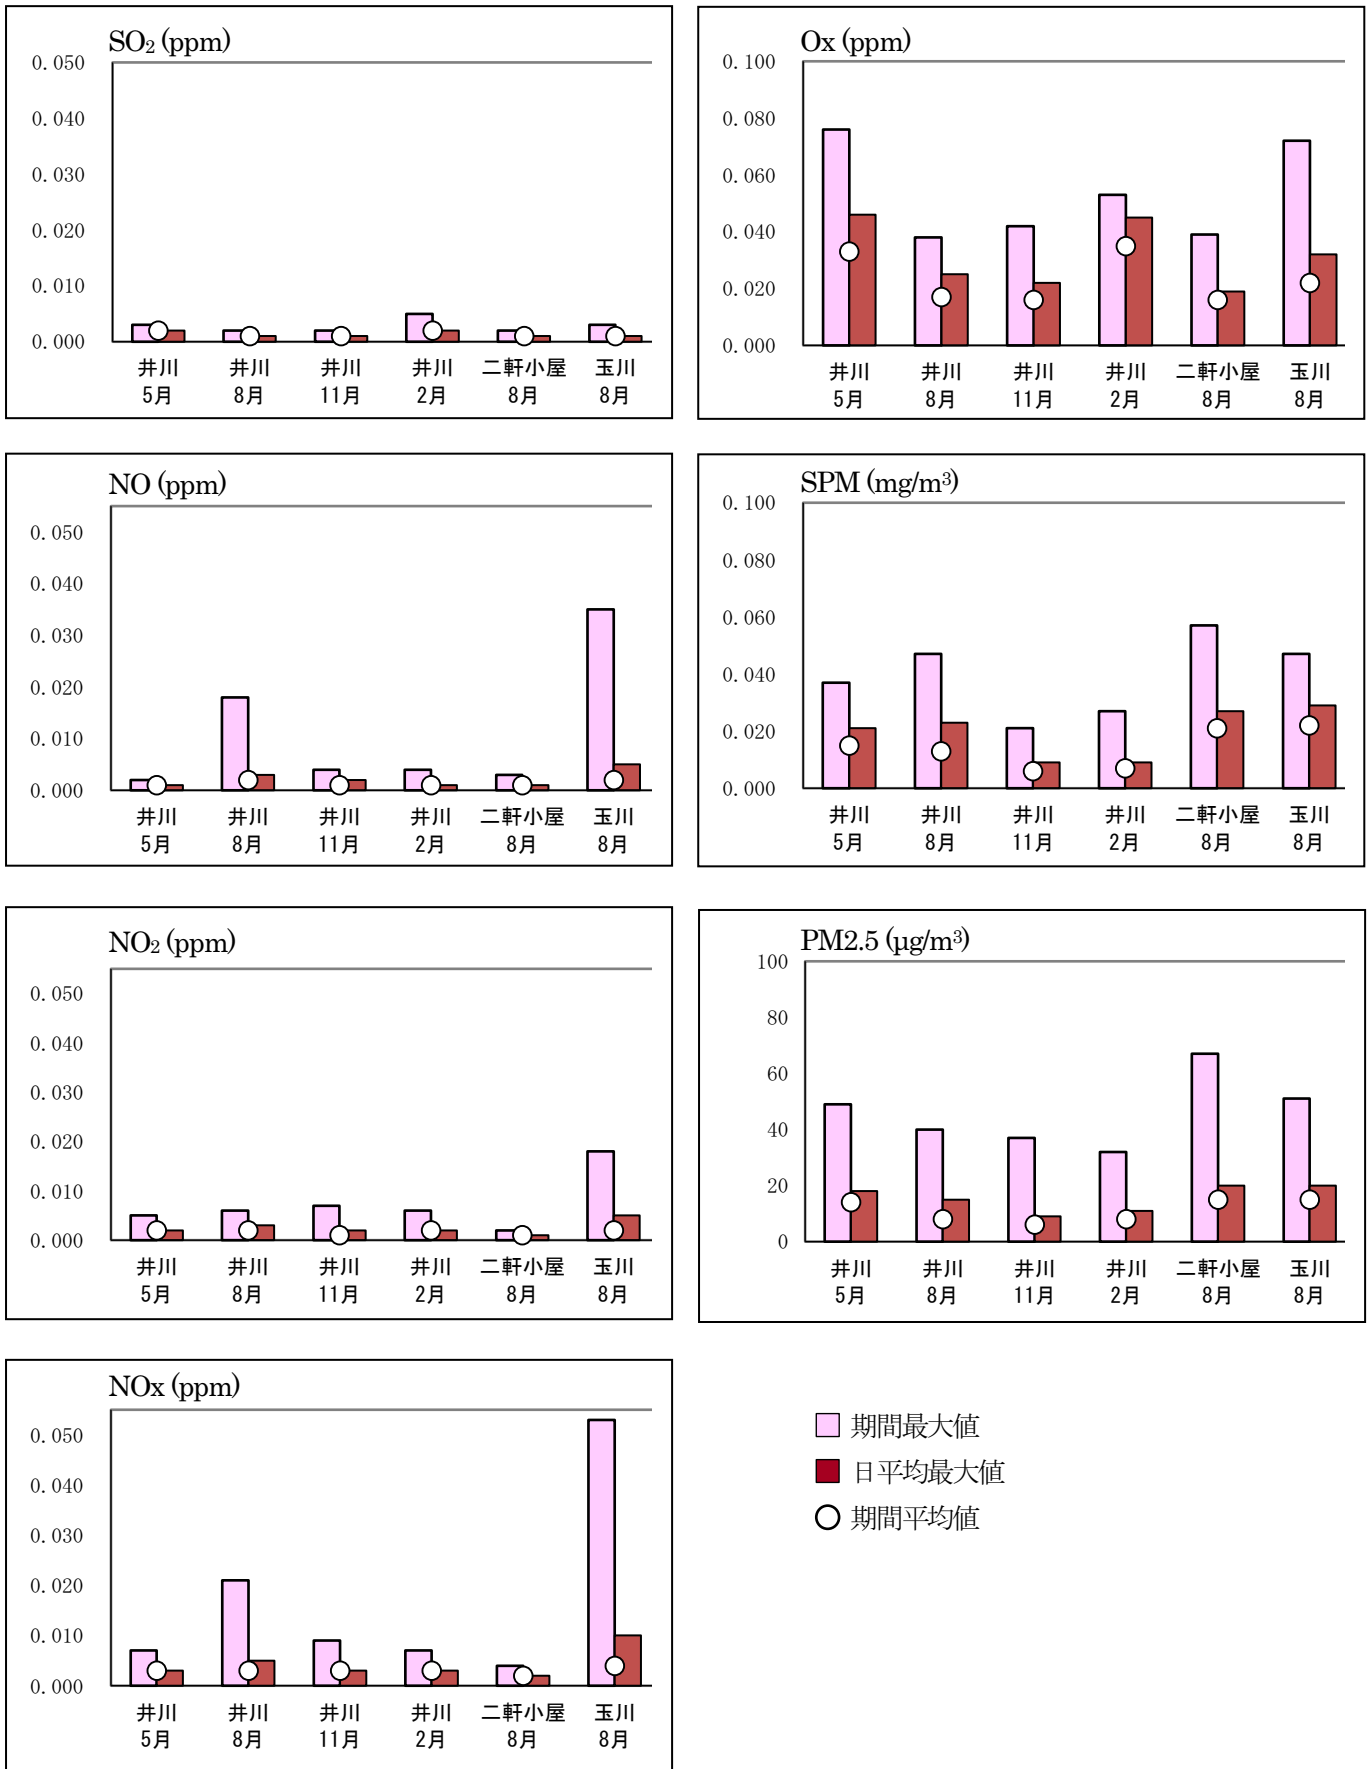 SO₂ (ppm)
0.050
0.040
0.030
0.020
0.010
0.000
井川 井川 井川 井川 二軒小屋 玉川
5月 8月 11月 2月 8月 8月
Ox (ppm)
0.100
0.080
0.060
0.040
0.020
0.000
井川 井川 井川 井川 二軒小屋 玉川
5月 8月 11月 2月 8月 8月
NO (ppm)
0.050
0.040
0.030
0.020
0.010
0.000
井川 井川 井川 井川 二軒小屋 玉川
5月 8月 11月 2月 8月 8月
SPM (mg/m³)
0.100
0.080
0.060
0.040
0.020
0.000
井川 井川 井川 井川 二軒小屋 玉川
5月 8月 11月 2月 8月 8月
NO₂ (ppm)
0.050
0.040
0.030
0.020
0.010
0.000
井川 井川 井川 井川 二軒小屋 玉川
5月 8月 11月 2月 8月 8月
PM2.5 (μg/m³)
100
80
60
40
20
0
井川 井川 井川 井川 二軒小屋 玉川
5月 8月 11月 2月 8月 8月
NOx (ppm)
0.050
0.040
0.030
0.020
0.010
0.000
井川 井川 井川 井川 二軒小屋 玉川
5月 8月 11月 2月 8月 8月
期間最大値
日平均最大値
期間平均値